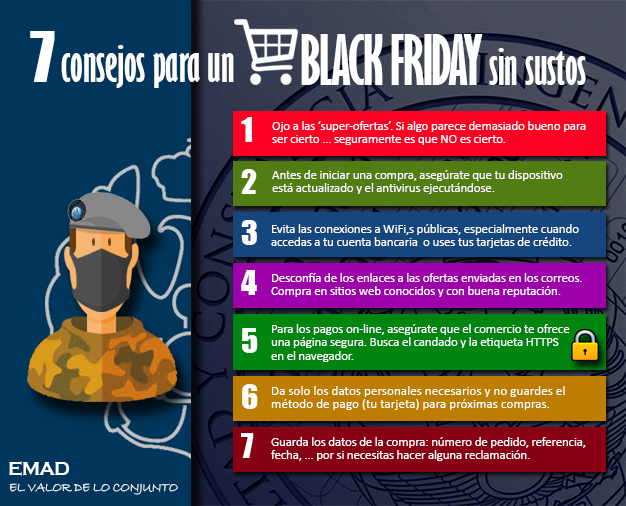 7 consejos para un BLACK FRIDAY sin sustos
1 Ojo a las ‘super-ofertas’. Si algo parece demasiado bueno para
ser cierto ... seguramente es que NO es cierto.
2 Antes de iniciar una compra, asegúrate que tu dispositivo
está actualizado y el antivirus ejecutándose.
3 Evita las conexiones a WiFi,s públicas, especialmente cuando
accedas a tu cuenta bancaria o uses tus tarjetas de crédito.
4 Desconfía de los enlaces a las ofertas enviadas en los correos.
Compra en sitios web conocidos y con buena reputación.
5 Para los pagos on-line, asegúrate que el comercio te ofrece
una página segura. Busca el candado y la etiqueta HTTPS
en el navegador.
6 Da solo los datos personales necesarios y no guardes el
método de pago (tu tarjeta) para próximas compras.
7 Guarda los datos de la compra: número de pedido, referencia,
fecha, ... por si necesitas hacer alguna reclamación.
EMAD
EL VALOR DE LO CONJUNTO